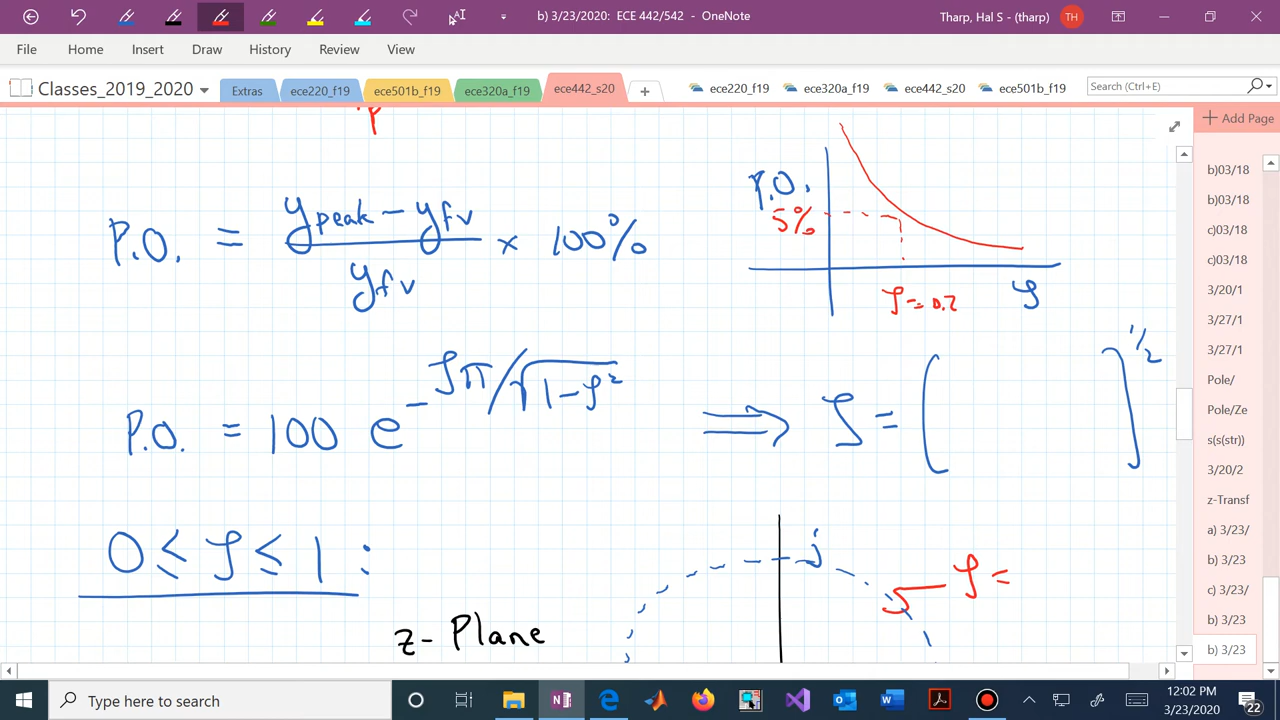 b) 3/23/2020: ECE 442/542 - OneNote
Tharp, Hal S - (tharp)
TH
File Home Insert Draw History Review View
Classes_2019_2020
Extras
ece220_f19
ece501b_f19
ece320a_f19
ece442_s20
ece220_f19
ece320a_f19
ece442_s20
ece501b_f19
Search (Ctrl+E)
Add Page
b)03/18
b)03/18
c)03/18
c)03/18
3/20/1
3/27/1
3/27/1
Pole/
Pole/Ze
s(s(str))
3/20/2
z-Transf
a) 3/23/
b) 3/23
c) 3/23/
b) 3/23
b) 3/23
P.O. = (y peak - y fv) / y fv × 100%
P.O.
5%
ζ = 0.7
ζ
P.O. = 100 e^(-ζπ/√(1-ζ²)) ⟹ ζ = [ ]^1/2
0 ≤ ζ ≤ 1 :
j
ζ =
z-Plane
Type here to search
12:02 PM
3/23/2020
22